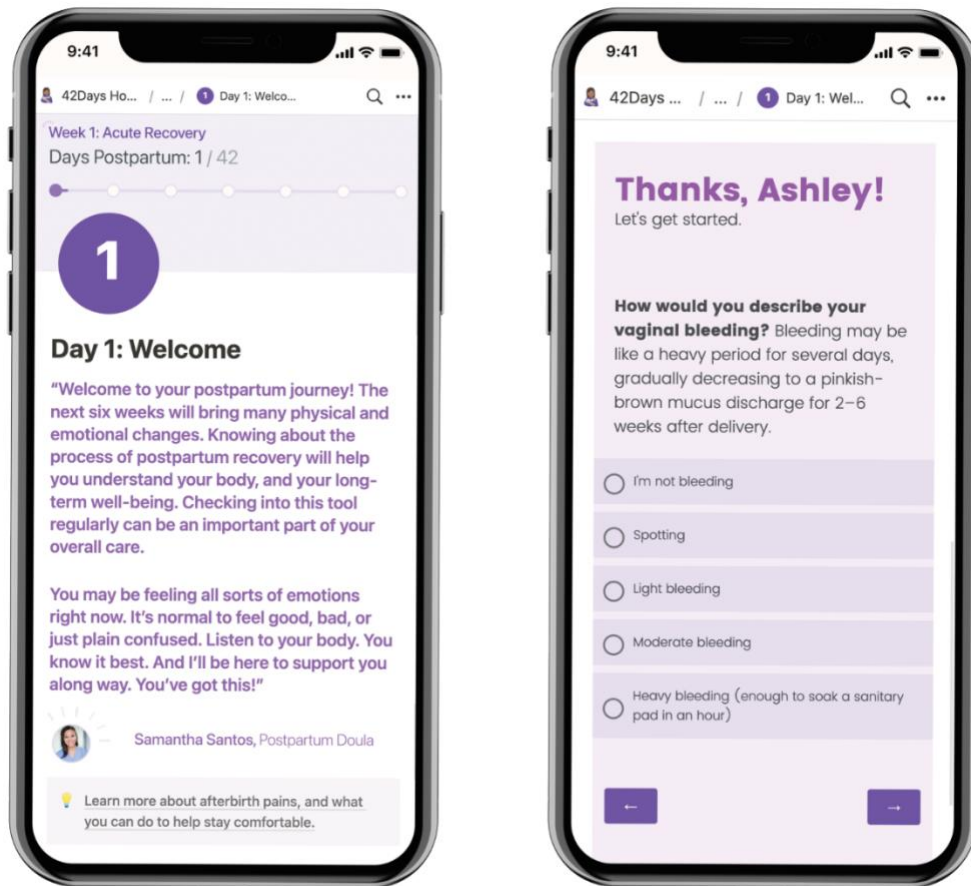 9:41
42Days Ho... / ... / 1 Day 1: Welco...
Week 1: Acute Recovery
Days Postpartum: 1 / 42
1
Day 1: Welcome
“Welcome to your postpartum journey! The
next six weeks will bring many physical and
emotional changes. Knowing about the
process of postpartum recovery will help
you understand your body, and your long-
term well-being. Checking into this tool
regularly can be an important part of your
overall care.
You may be feeling all sorts of emotions
right now. It’s normal to feel good, bad, or
just plain confused. Listen to your body. You
know it best. And I’ll be here to support you
along way. You’ve got this!”
Samantha Santos, Postpartum Doula
Learn more about afterbirth pains, and what
you can do to help stay comfortable.
9:41
42Days ... / ... / 1 Day 1: Wel...
Thanks, Ashley!
Let's get started.
How would you describe your
vaginal bleeding? Bleeding may be
like a heavy period for several days,
gradually decreasing to a pinkish-
brown mucus discharge for 2–6
weeks after delivery.
I'm not bleeding
Spotting
Light bleeding
Moderate bleeding
Heavy bleeding (enough to soak a sanitary
pad in an hour)